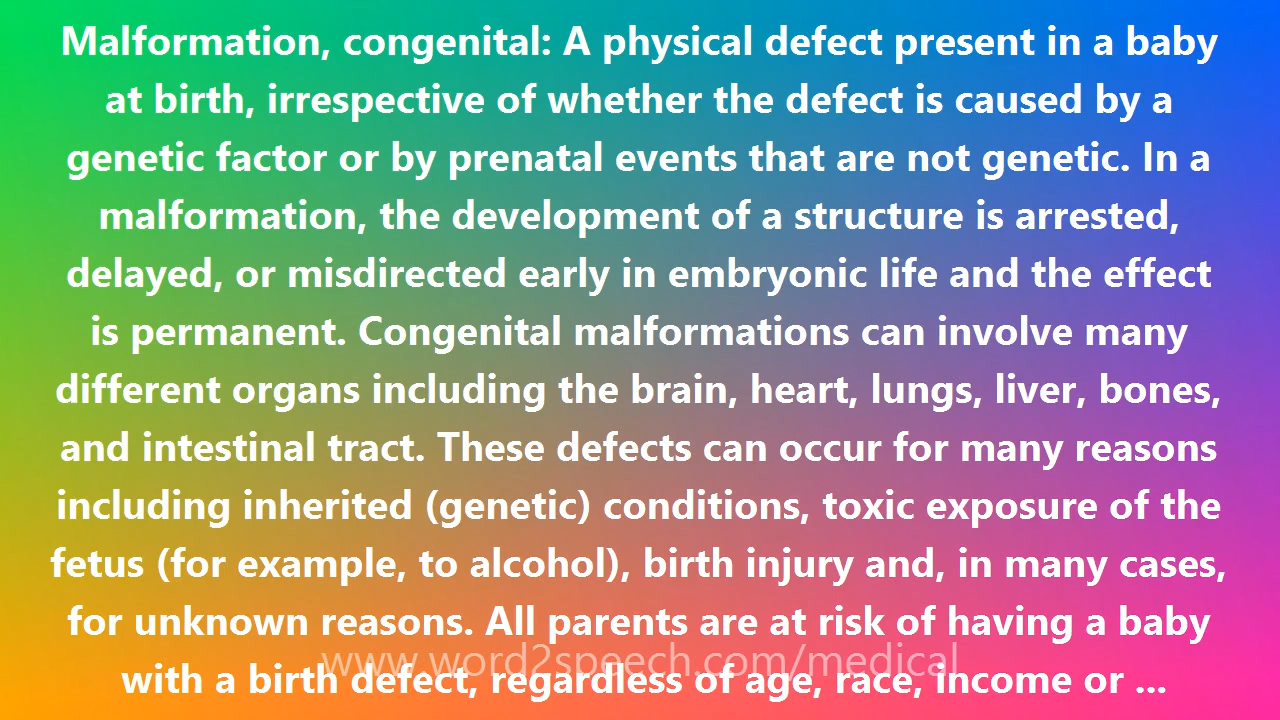 Malformation, congenital: A physical defect present in a baby
at birth, irrespective of whether the defect is caused by a
genetic factor or by prenatal events that are not genetic. In a
malformation, the development of a structure is arrested,
delayed, or misdirected early in embryonic life and the effect
is permanent. Congenital malformations can involve many
different organs including the brain, heart, lungs, liver, bones,
and intestinal tract. These defects can occur for many reasons
including inherited (genetic) conditions, toxic exposure of the
fetus (for example, to alcohol), birth injury and, in many cases,
for unknown reasons. All parents are at risk of having a baby
www.word2speech.com/medical
with a birth defect, regardless of age, race, income or ...